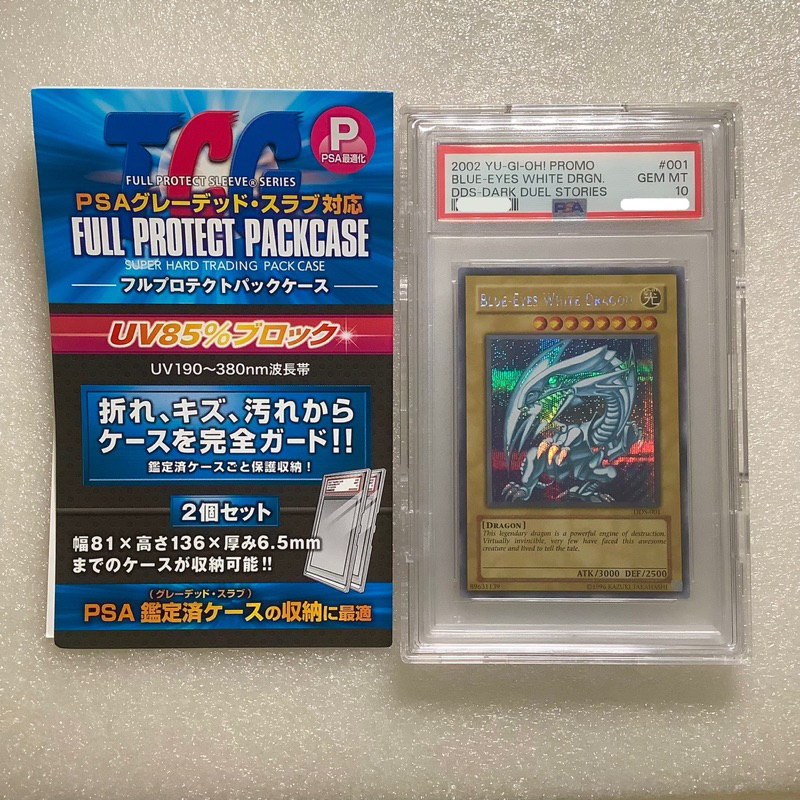 TCG
P
PSA最適化
FULL PROTECT SLEEVE® SERIES
PSAグレーデッド・スラブ対応
FULL PROTECT PACKCASE
SUPER HARD TRADING PACK CASE
フルプロテクトパックケース
UV85%ブロック
UV190〜380nm波長帯
折れ、キズ、汚れから
ケースを完全ガード!!
鑑定済ケースごと保護収納!
2個セット
幅81×高さ136×厚み6.5mm
までのケースが収納可能!!
(グレーデッド・スラブ)
PSA 鑑定済ケースの収納に最適
2002 YU-GI-OH! PROMO #001
BLUE-EYES WHITE DRGN. GEM MT
DDS-DARK DUEL STORIES 10
PSA
BLUE-EYES WHITE DRAGON
光
DDS-001
[DRAGON]
This legendary dragon is a powerful engine of destruction.
Virtually invincible, very few have faced this awesome
creature and lived to tell the tale.
ATK/3000 DEF/2500
89631139
©1996 KAZUKI TAKAHASHI